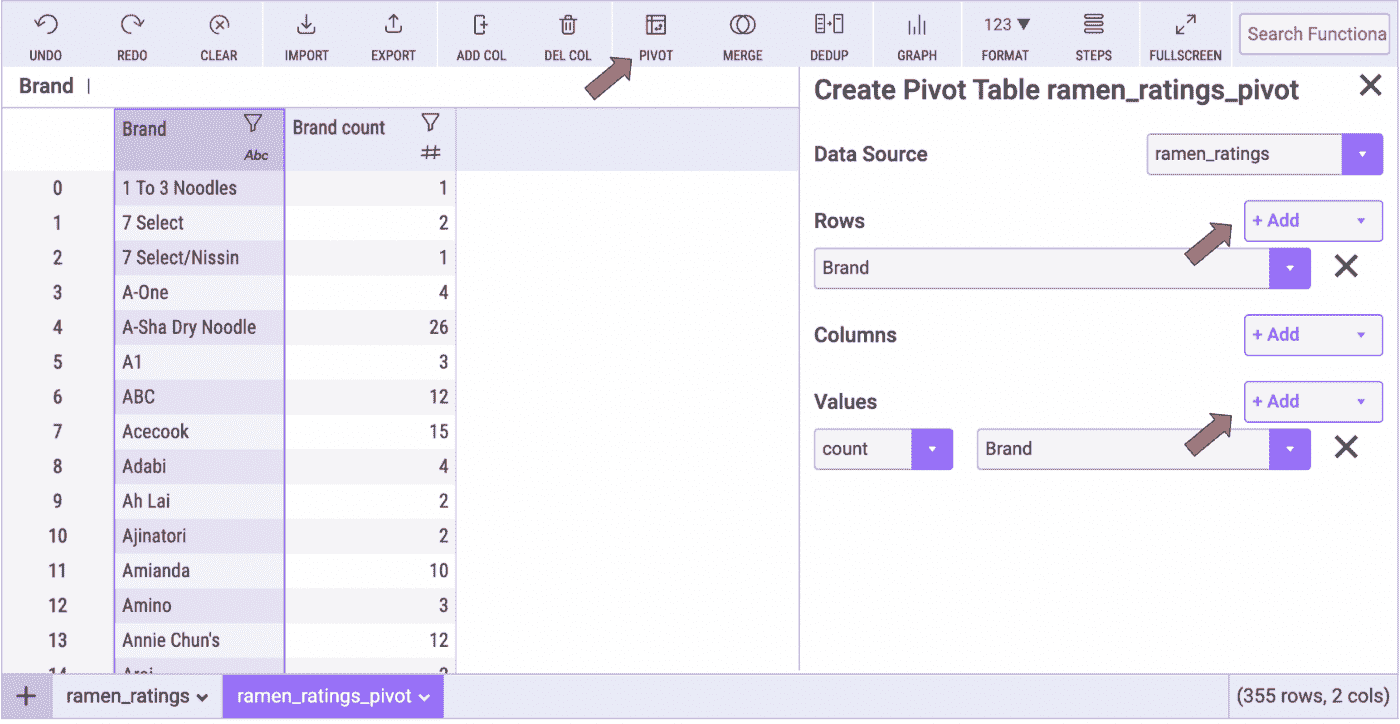 UNDO REDO CLEAR IMPORT EXPORT ADD COL DEL COL PIVOT MERGE DEDUP GRAPH 123 ▼ FORMAT STEPS FULLSCREEN Search Functiona
Brand |
Brand Abc Brand count #
0 1 To 3 Noodles 1
1 7 Select 2
2 7 Select/Nissin 1
3 A-One 4
4 A-Sha Dry Noodle 26
5 A1 3
6 ABC 12
7 Acecook 15
8 Adabi 4
9 Ah Lai 2
10 Ajinatori 2
11 Amianda 10
12 Amino 3
13 Annie Chun's 12
Create Pivot Table ramen_ratings_pivot
Data Source ramen_ratings
Rows + Add
Brand
Columns + Add
Values + Add
count Brand
+ ramen_ratings ramen_ratings_pivot (355 rows, 2 cols)